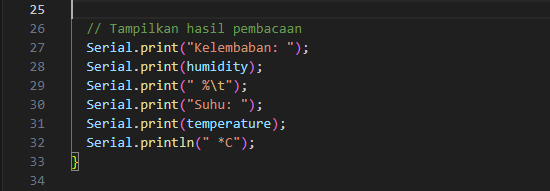 25
26 // Tampilkan hasil pembacaan
27 Serial.print("Kelembaban: ");
28 Serial.print(humidity);
29 Serial.print(" %\t");
30 Serial.print("Suhu: ");
31 Serial.print(temperature);
32 Serial.println(" *C");
33 }
34